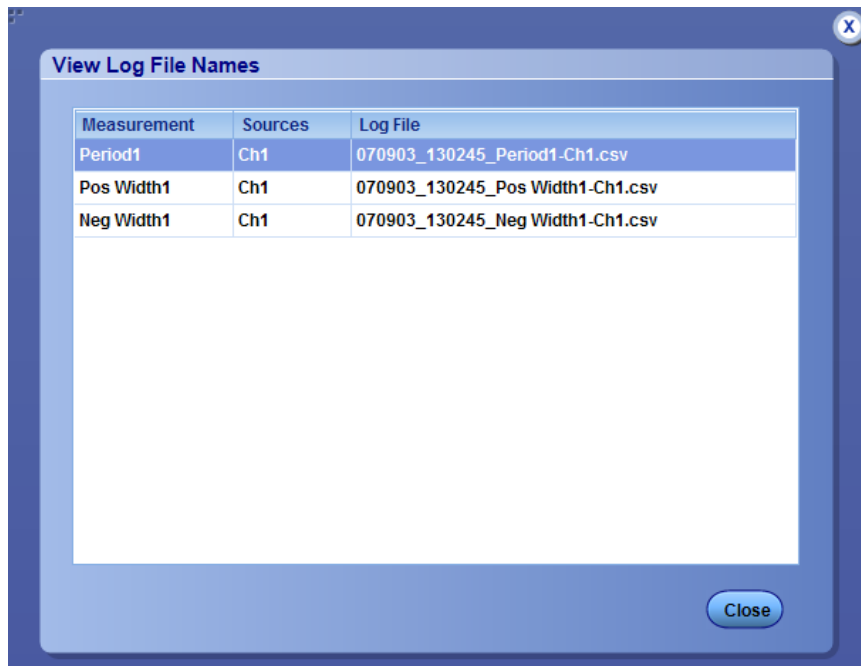 X
View Log File Names
Measurement Sources Log File
Period1 Ch1 070903_130245_Period1-Ch1.csv
Pos Width1 Ch1 070903_130245_Pos Width1-Ch1.csv
Neg Width1 Ch1 070903_130245_Neg Width1-Ch1.csv
Close